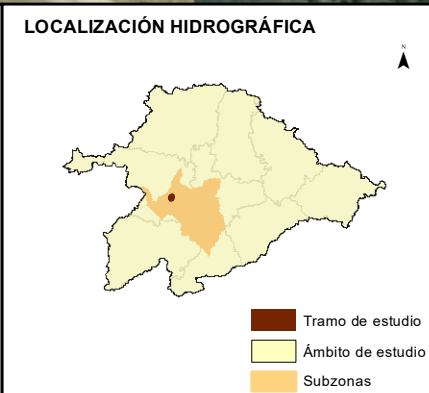 LOCALIZACIÓN HIDROGRÁFICA
N
Tramo de estudio
Ámbito de estudio
Subzonas